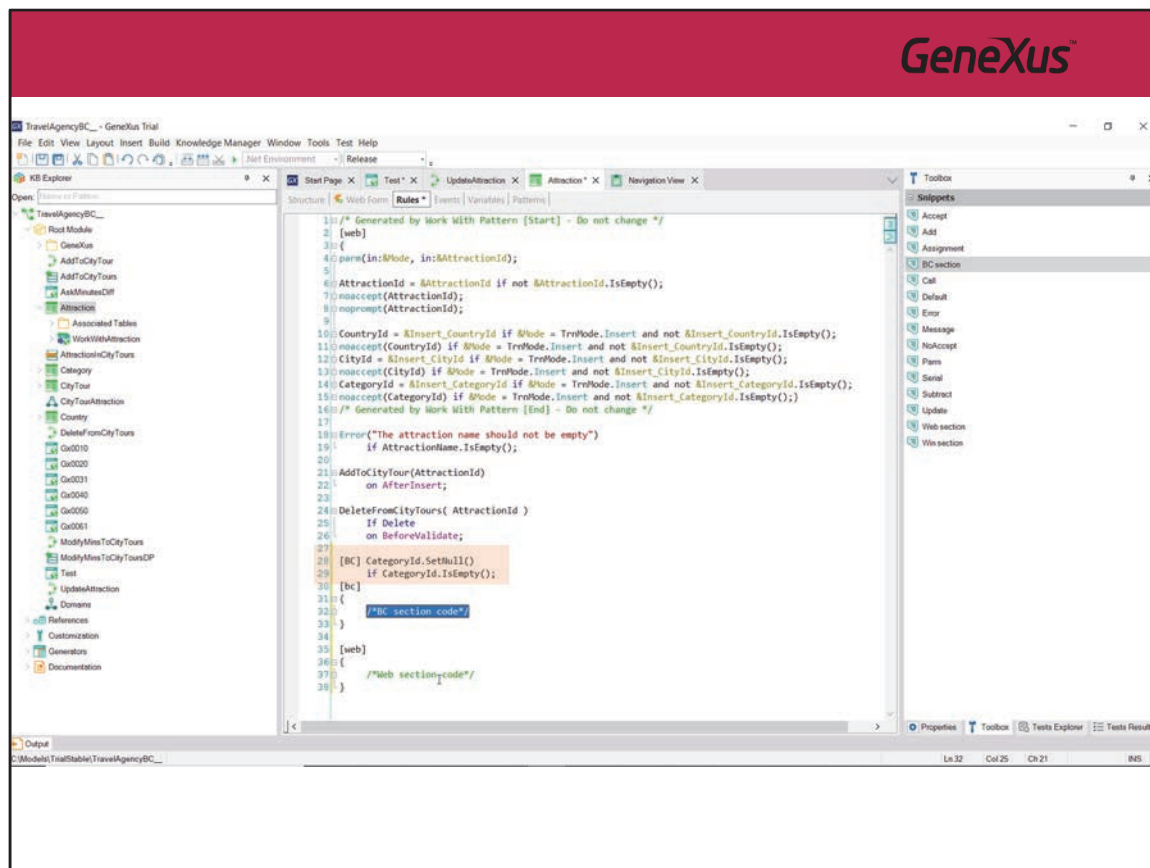 GeneXus™
GX TravelAgencyBC__ - GeneXus Trial
File Edit View Layout Insert Build Knowledge Manager Window Tools Test Help
.Net Environment Release
KB Explorer
Start Page X Test* X UpdateAttraction X Attraction* X Navigation View X
Toolbox
Open: Name or Pattern
Structure Web Form Rules * Events Variables Patterns
Snippets
TravelAgencyBC__
Root Module
GeneXus
AddToCityTour
AddToCityTours
AskMinutesDiff
Attraction
Associated Tables
WorkWithAttraction
AttractionInCityTours
Category
CityTour
CityTourAttraction
Country
DeleteFromCityTours
Gx0010
Gx0020
Gx0031
Gx0040
Gx0050
Gx0061
ModifyMinsToCityTours
ModifyMinsToCityToursDP
Test
UpdateAttraction
Domains
References
Customization
Generators
Documentation
1 /* Generated by Work With Pattern [Start] - Do not change */
2 [web]
3 {
4 parm(in:&Mode, in:&AttractionId);
5
6 AttractionId = &AttractionId if not &AttractionId.IsEmpty();
7 noaccept(AttractionId);
8 noprompt(AttractionId);
9
10 CountryId = &Insert_CountryId if &Mode = TrnMode.Insert and not &Insert_CountryId.IsEmpty();
11 noaccept(CountryId) if &Mode = TrnMode.Insert and not &Insert_CountryId.IsEmpty();
12 CityId = &Insert_CityId if &Mode = TrnMode.Insert and not &Insert_CityId.IsEmpty();
13 noaccept(CityId) if &Mode = TrnMode.Insert and not &Insert_CityId.IsEmpty();
14 CategoryId = &Insert_CategoryId if &Mode = TrnMode.Insert and not &Insert_CategoryId.IsEmpty();
15 noaccept(CategoryId) if &Mode = TrnMode.Insert and not &Insert_CategoryId.IsEmpty();}
16 /* Generated by Work With Pattern [End] - Do not change */
17
18 Error("The attraction name should not be empty")
19 if AttractionName.IsEmpty();
20
21 AddToCityTour(AttractionId)
22 on AfterInsert;
23
24 DeleteFromCityTours( AttractionId )
25 If Delete
26 on BeforeValidate;
27
28 [BC] CategoryId.SetNull()
29 if CategoryId.IsEmpty();
30 [bc]
31 {
32 /*BC section code*/
33 }
34
35 [web]
36 {
37 /*Web section code*/
38 }
Accept
Add
Assignment
BC section
Call
Default
Error
Message
NoAccept
Parm
Serial
Subtract
Update
Web section
Win section
Properties Toolbox Tests Explorer Tests Result
Output
C:\Models\TrialStable\TravelAgencyBC__ Ln 32 Col 25 Ch 21 INS